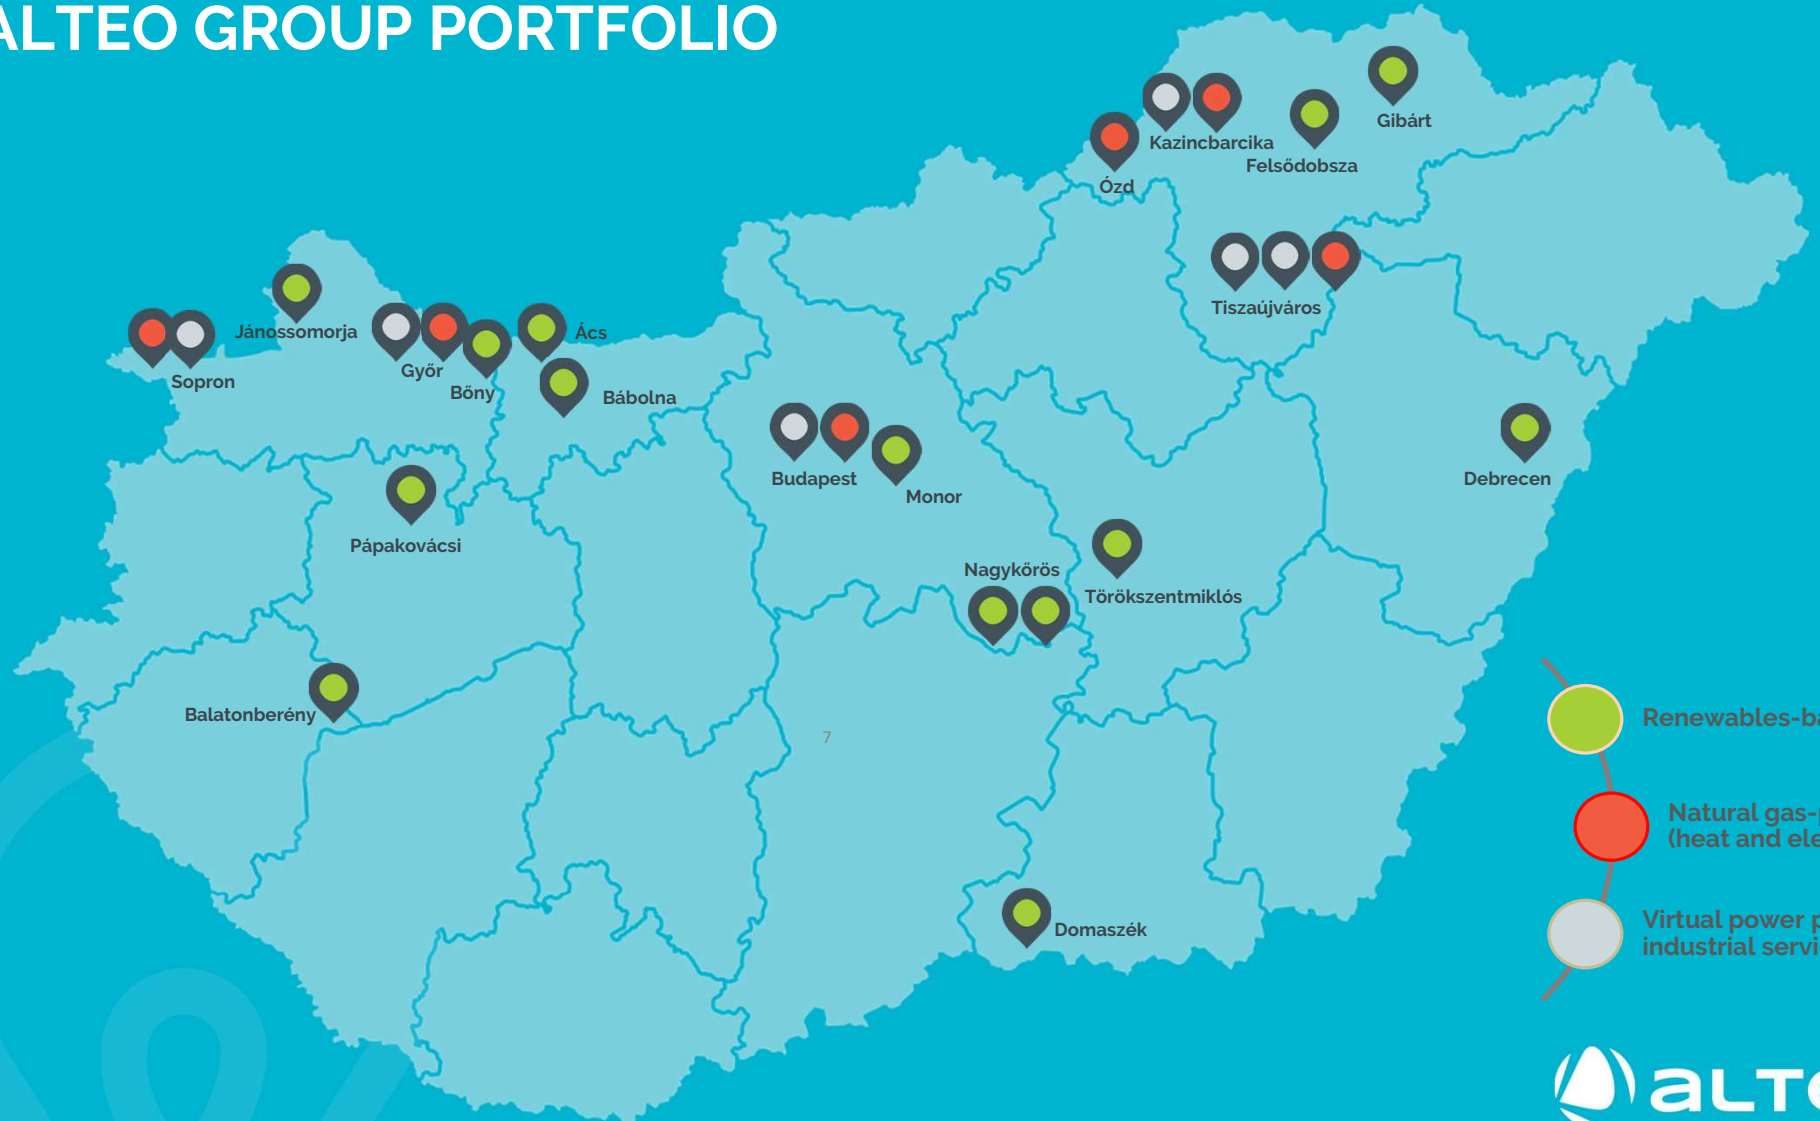 ALTEO GROUP PORTFOLIO
Gibárt
Kazincbarcika
Felsődobsza
Ózd
Tiszaújváros
Jánossomorja
Ács
Győr
Sopron
Bőny
Bábolna
Budapest
Monor
Debrecen
Pápakovácsi
Nagykőrös
Törökszentmiklós
Balatonberény
7
Domaszék
Renewables-ba
Natural gas-p
(heat and ele
Virtual power p
industrial servi
aLTe